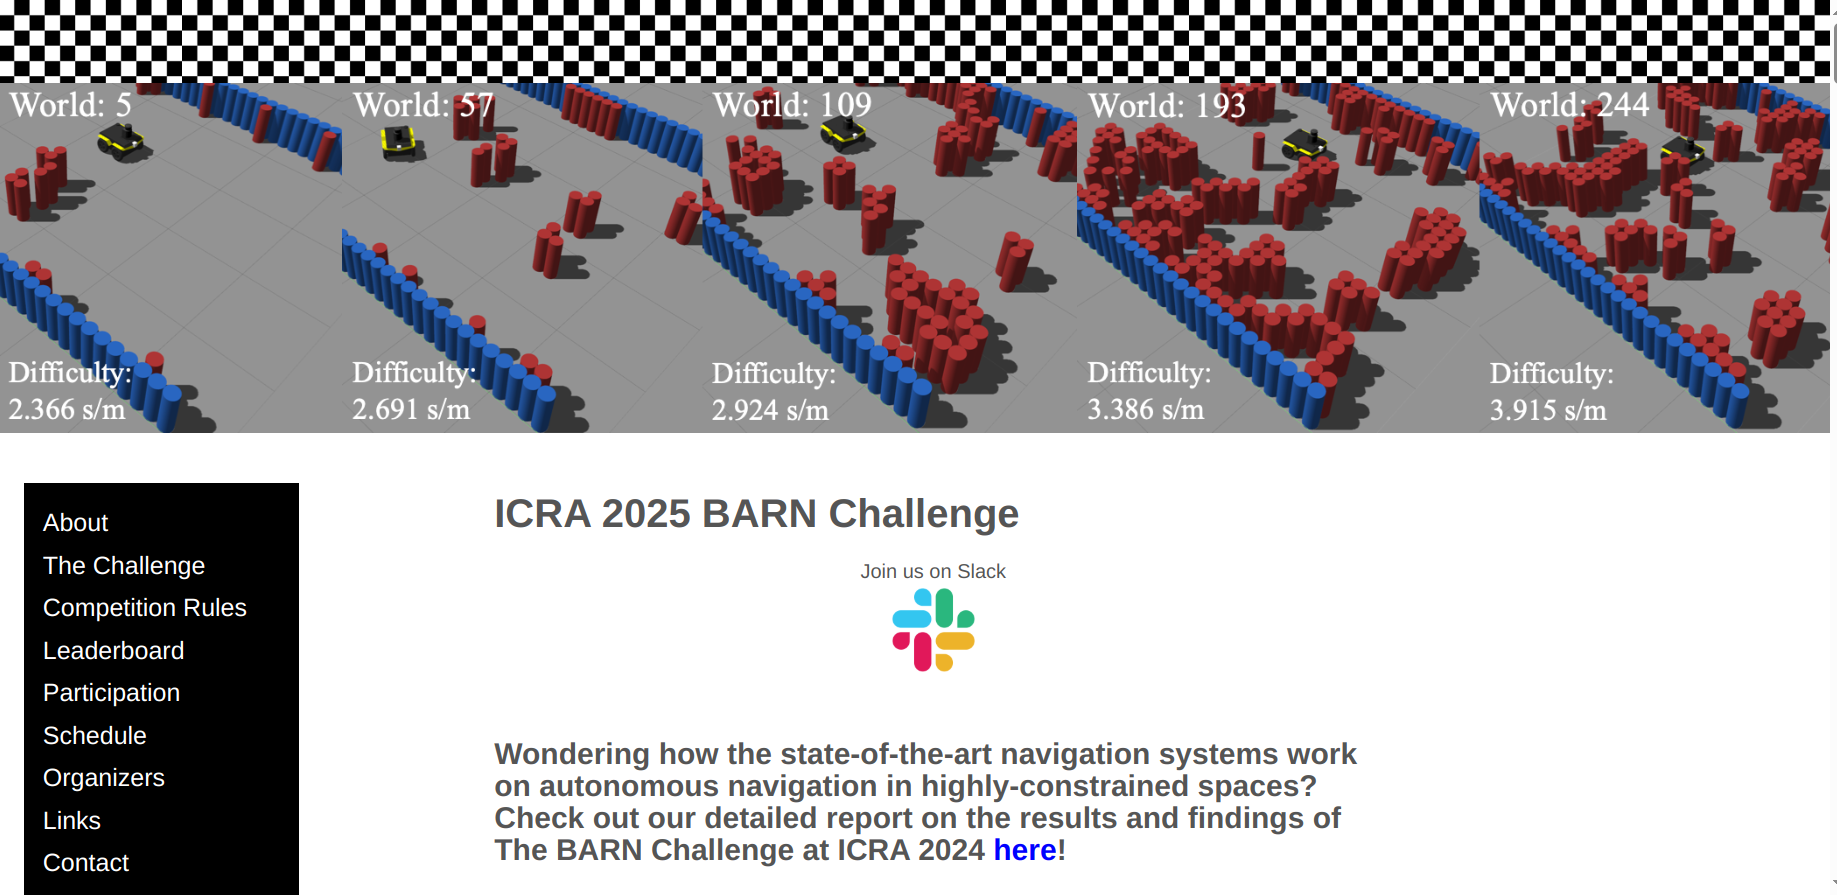 World: 5
World: 57
World: 109
World: 193
World: 244
Difficulty:
2.366 s/m
Difficulty:
2.691 s/m
Difficulty:
2.924 s/m
Difficulty:
3.386 s/m
Difficulty:
3.915 s/m
About
The Challenge
Competition Rules
Leaderboard
Participation
Schedule
Organizers
Links
Contact
ICRA 2025 BARN Challenge
Join us on Slack
Wondering how the state-of-the-art navigation systems work
on autonomous navigation in highly-constrained spaces?
Check out our detailed report on the results and findings of
The BARN Challenge at ICRA 2024 here!